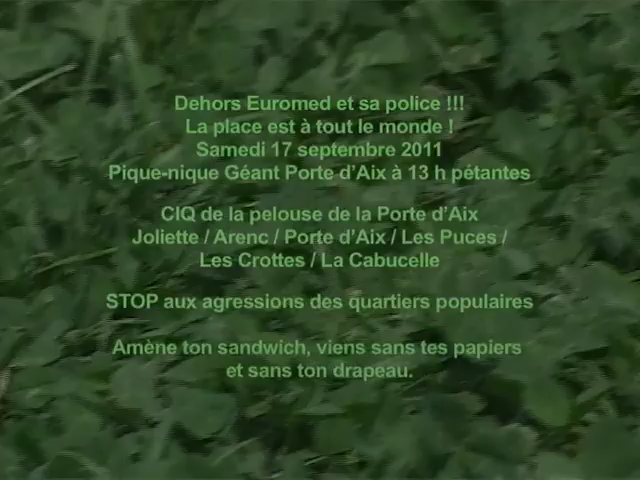 Dehors Euromed et sa police !!!
La place est à tout le monde !
Samedi 17 septembre 2011
Pique-nique Géant Porte d'Aix à 13 h pétantes
CIQ de la pelouse de la Porte d'Aix
Joliette / Arenc / Porte d'Aix / Les Puces /
Les Crottes / La Cabucelle
STOP aux agressions des quartiers populaires
Amène ton sandwich, viens sans tes papiers
et sans ton drapeau.